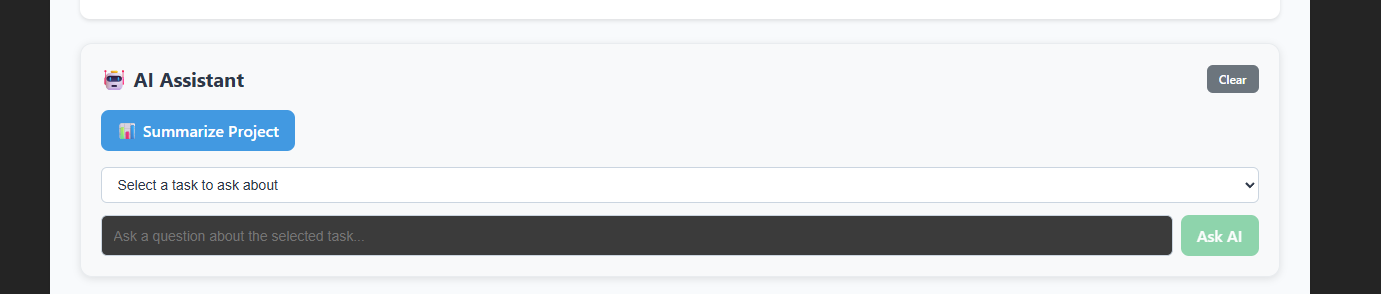 AI Assistant
Clear
Summarize Project
Select a task to ask about
Ask a question about the selected task...
Ask AI